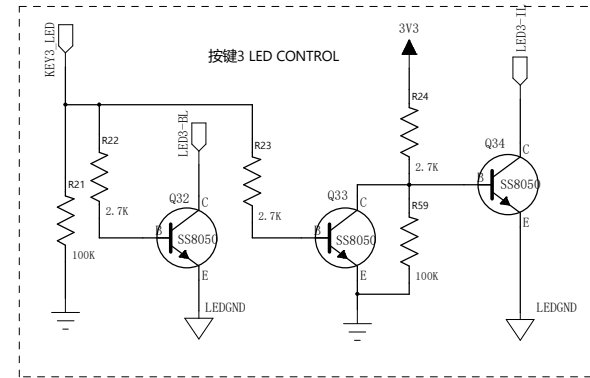 KEY3_LED
按键3 LED CONTROL
3V3
LED3-IL
R24
R22
LED3-BL
R23
Q34
C
2.7K
B
SS8050
R21
Q32
C
Q33
C
R59
2.7K
2.7K
B
SS8050
B
SS8050
E
100K
E
E
100K
LEDGND
LEDGND